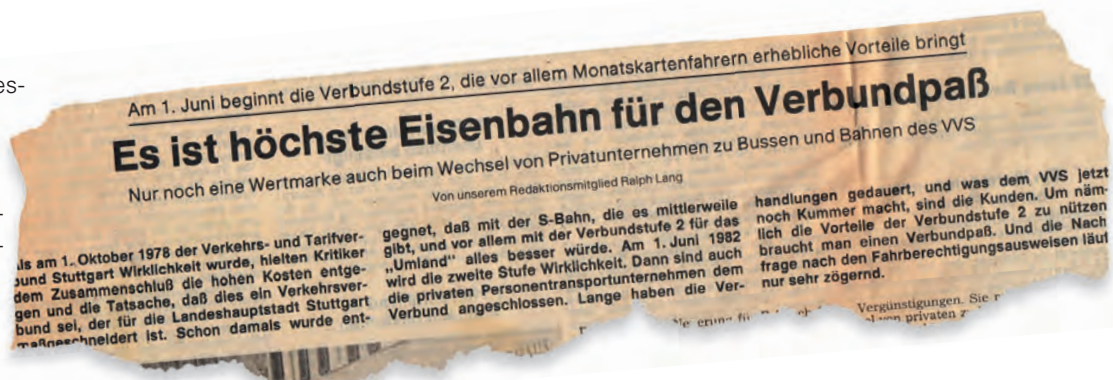 es-
-
-
Am 1. Juni beginnt die Verbundstufe 2, die vor allem Monatskartenfahrern erhebliche Vorteile bringt
Es ist höchste Eisenbahn für den Verbundpaß
Nur noch eine Wertmarke auch beim Wechsel von Privatunternehmen zu Bussen und Bahnen des VVS
Von unserem Redaktionsmitglied Ralph Lang
ls am 1. Oktober 1978 der Verkehrs- und Tarifver-
bund Stuttgart Wirklichkeit wurde, hielten Kritiker
dem Zusammenschluß die hohen Kosten entge-
gen und die Tatsache, daß dies ein Verkehrsver-
bund sei, der für die Landeshauptstadt Stuttgart
maßgeschneidert ist. Schon damals wurde ent-
gegnet, daß mit der S-Bahn, die es mittlerweile
gibt, und vor allem mit der Verbundstufe 2 für das
„Umland“ alles besser würde. Am 1. Juni 1982
wird die zweite Stufe Wirklichkeit. Dann sind auch
die privaten Personentransportunternehmen dem
Verbund angeschlossen. Lange haben die Ver-
handlungen gedauert, und was dem VVS jetzt
noch Kummer macht, sind die Kunden. Um näm-
lich die Vorteile der Verbundstufe 2 zu nützen
braucht man einen Verbundpaß. Und die Nach
frage nach den Fahrberechtigungsausweisen läuf
nur sehr zögernd.
Vergünstigungen. Sie
von privaten